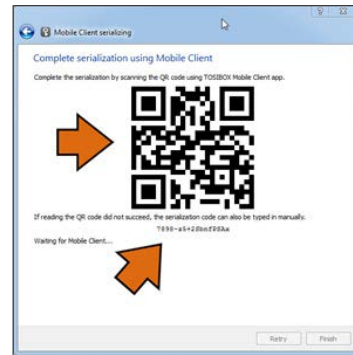 Mobile Client serializing
Complete serialization using Mobile Client
Complete the serialization by scanning the QR code using TOSIBOX Mobile Client app.
If reading the QR code did not succeed, the serialization code can also be typed in manually.
Waiting for Mobile Client...
Retry
Finish